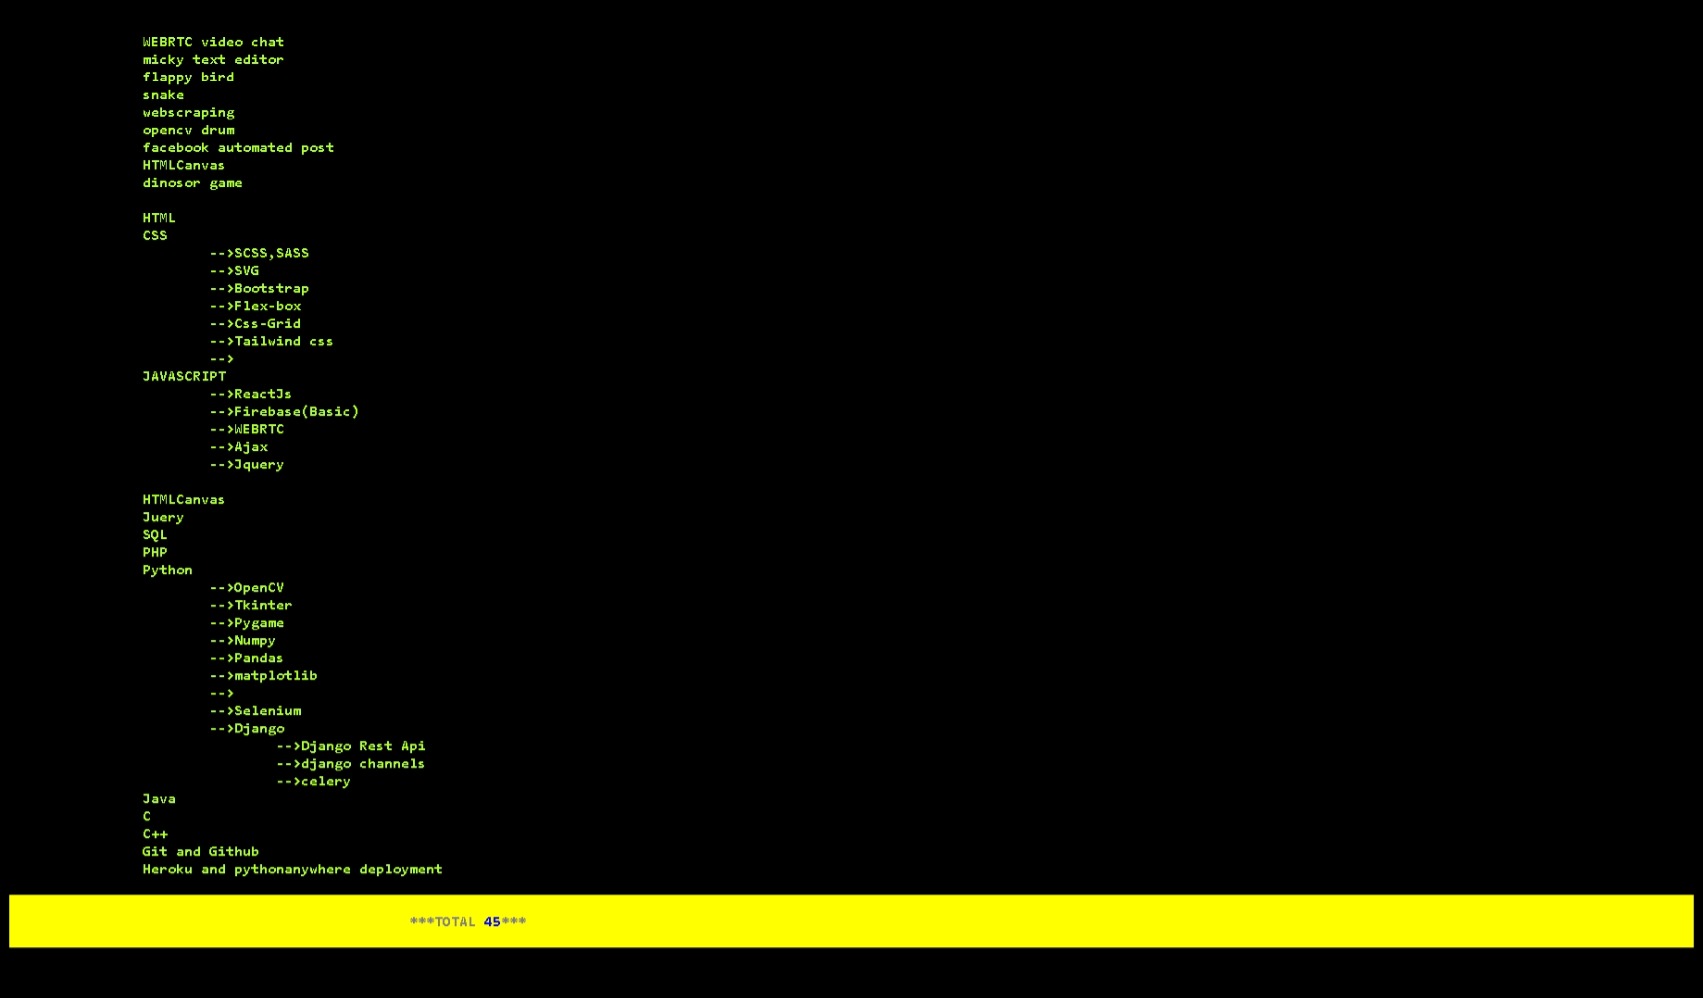 WEBRTC video chat
micky text editor
flappy bird
snake
webscraping
opencv drum
facebook automated post
HTMLCanvas
dinosor game
HTML
CSS
-->SCSS,SASS
-->SVG
-->Bootstrap
-->Flex-box
-->Css-Grid
-->Tailwind css
-->
JAVASCRIPT
-->ReactJs
-->Firebase(Basic)
-->WEBRTC
-->Ajax
-->Jquery
HTMLCanvas
Juery
SQL
PHP
Python
-->OpenCV
-->Tkinter
-->Pygame
-->Numpy
-->Pandas
-->matplotlib
-->
-->Selenium
-->Django
-->Django Rest Api
-->django channels
-->celery
Java
C
C++
Git and Github
Heroku and pythonanywhere deployment
***TOTAL 45***